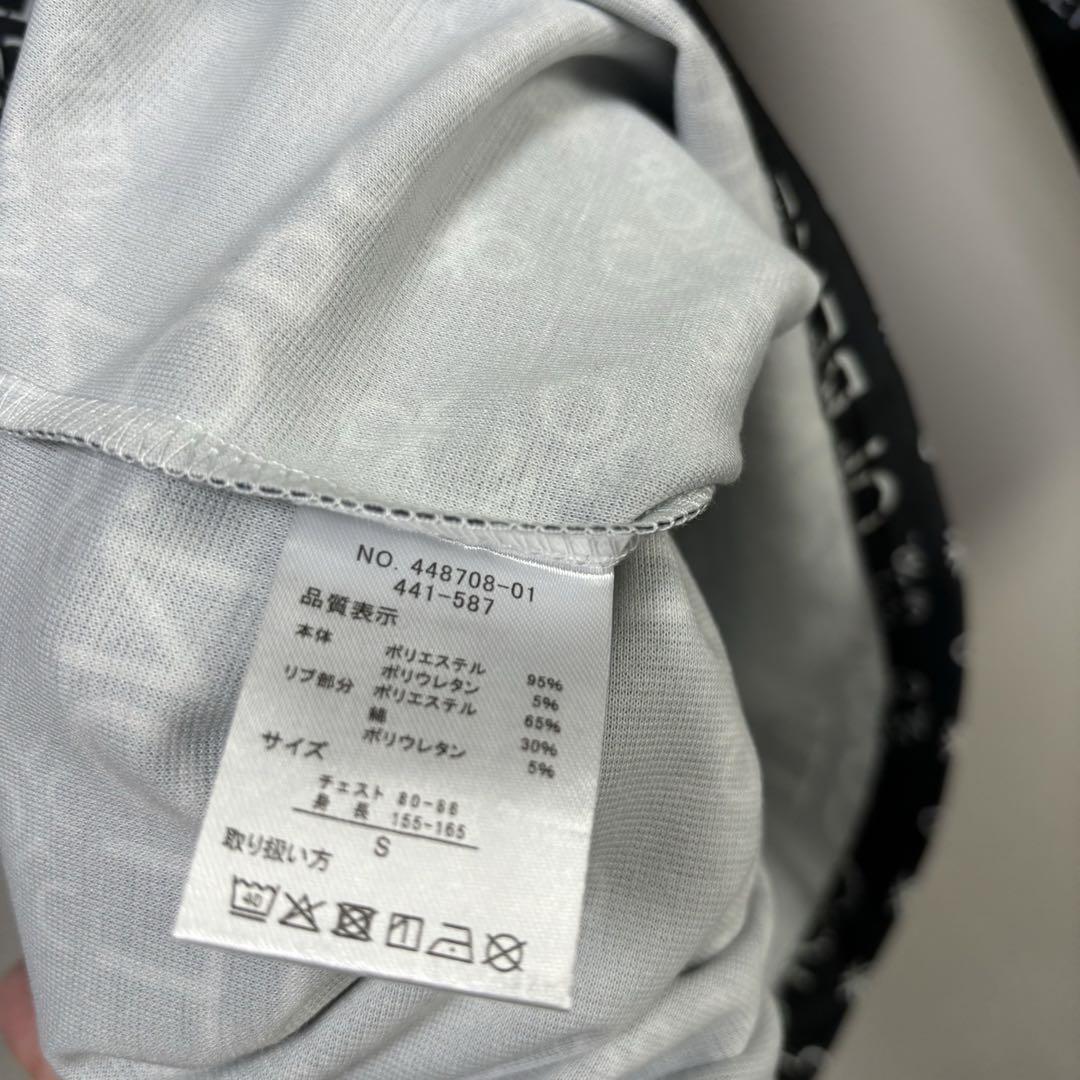 NO. 448708-01
441-587
品質表示
本体 ポリエステル 95%
ポリウレタン 5%
リブ部分 ポリエステル 65%
綿 30%
ポリウレタン 5%
サイズ
チェスト 80-88
身長 155-165
S
取り扱い方
40